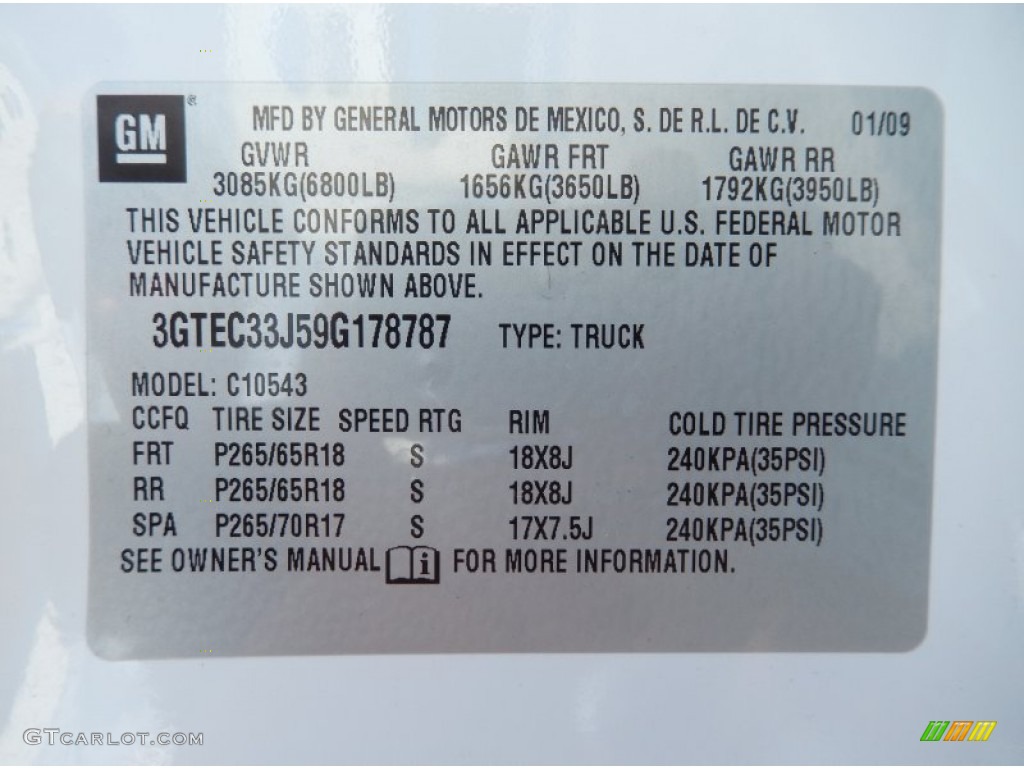 GM® MFD BY GENERAL MOTORS DE MEXICO, S. DE R.L. DE C.V. 01/09
GVWR GAWR FRT GAWR RR
3085KG(6800LB) 1656KG(3650LB) 1792KG(3950LB)
THIS VEHICLE CONFORMS TO ALL APPLICABLE U.S. FEDERAL MOTOR
VEHICLE SAFETY STANDARDS IN EFFECT ON THE DATE OF
MANUFACTURE SHOWN ABOVE.
3GTEC33J59G178787 TYPE: TRUCK
MODEL: C10543
CCFQ TIRE SIZE SPEED RTG RIM COLD TIRE PRESSURE
FRT P265/65R18 S 18X8J 240KPA(35PSI)
RR P265/65R18 S 18X8J 240KPA(35PSI)
SPA P265/70R17 S 17X7.5J 240KPA(35PSI)
SEE OWNER'S MANUAL i FOR MORE INFORMATION.
GTCARLOT.COM